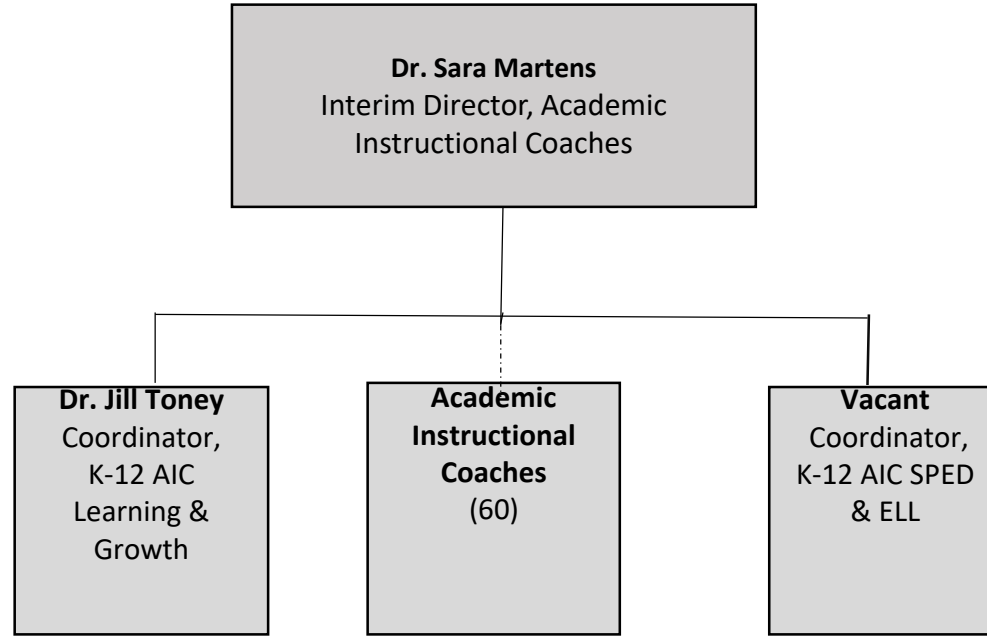 Dr. Sara Martens
Interim Director, Academic
Instructional Coaches
Dr. Jill Toney
Coordinator,
K-12 AIC
Learning &
Growth
Academic
Instructional
Coaches
(60)
Vacant
Coordinator,
K-12 AIC SPED
& ELL